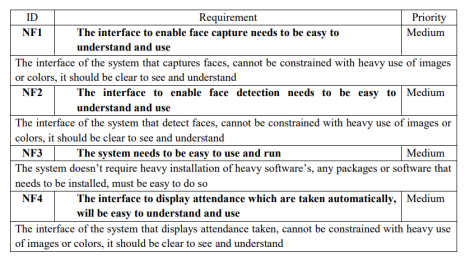 ID Requirement Priority
NF1 The interface to enable face capture needs to be easy to Medium
understand and use
The interface of the system that captures faces, cannot be constrained with heavy use of images
or colors, it should be clear to see and understand
NF2 The interface to enable face detection needs to be easy to Medium
understand and use
The interface of the system that detect faces, cannot be constrained with heavy use of images or
colors, it should be clear to see and understand
NF3 The system needs to be easy to use and run Medium
The system doesn't require heavy installation of heavy software's, any packages or software that
needs to be installed, must be easy to do so
NF4 The interface to display attendance which are taken automatically, Medium
will be easy to understand and use
The interface of the system that displays attendance taken, cannot be constrained with heavy use
of images or colors, it should be clear to see and understand